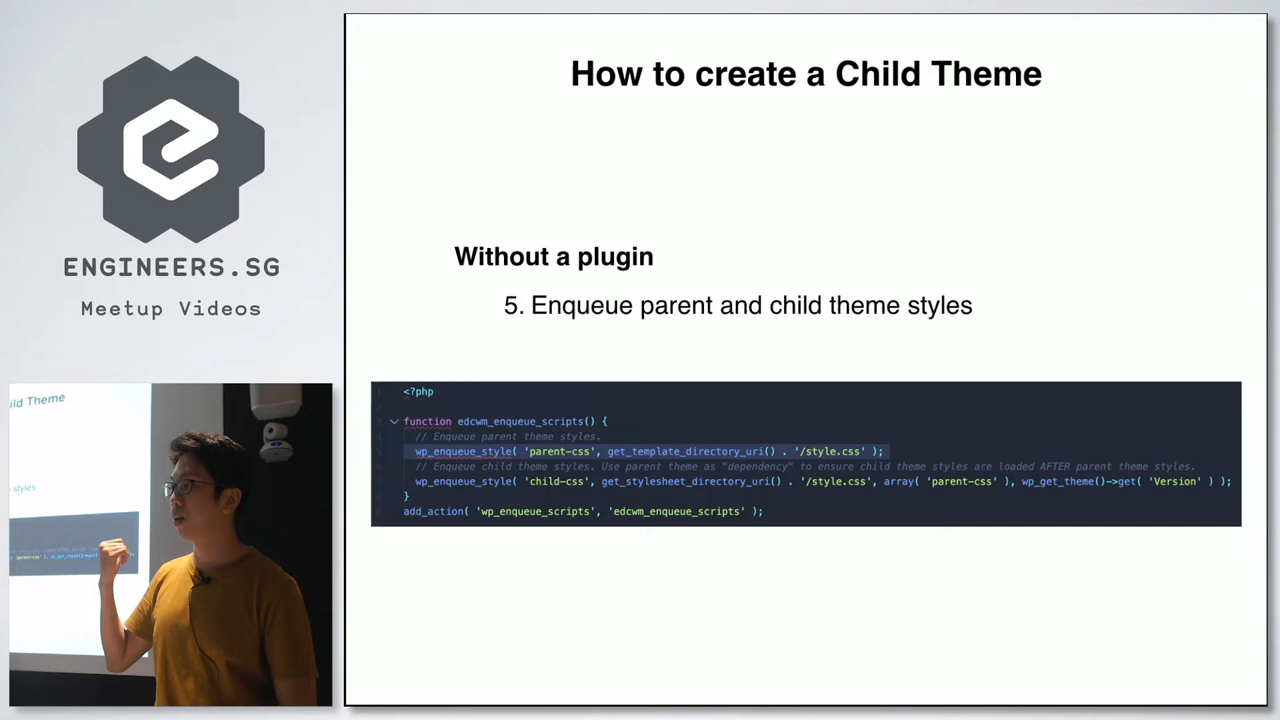 ENGINEERS.SG
Meetup Videos
How to create a Child Theme
Without a plugin
5. Enqueue parent and child theme styles
<?php
function edcwm_enqueue_scripts() {
// Enqueue parent theme styles.
wp_enqueue_style( 'parent-css', get_template_directory_uri() . '/style.css' );
// Enqueue child theme styles. Use parent theme as "dependency" to ensure child theme styles are loaded AFTER parent theme styles.
wp_enqueue_style( 'child-css', get_stylesheet_directory_uri() . '/style.css', array( 'parent-css' ), wp_get_theme()->get( 'Version' ) );
}
add_action( 'wp_enqueue_scripts', 'edcwm_enqueue_scripts' );
ild Theme
styles